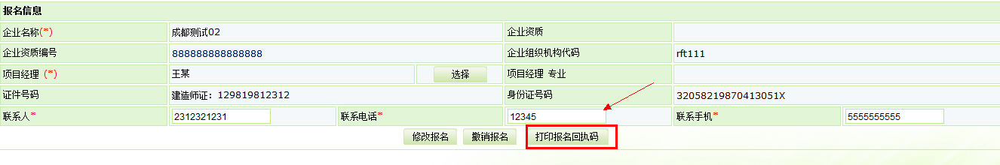 报名信息
企业名称(*) 成都测试02 企业资质
企业资质编号 888888888888888 企业组织机构代码 rft111
项目经理 (*) 王某 选择 项目经理 专业
证件号码 建造师证：129819812312 身份证号码 32058219870413051X
联系人* 2312321231 联系电话* 12345 联系手机* 5555555555
修改报名 撤销报名 打印报名回执码